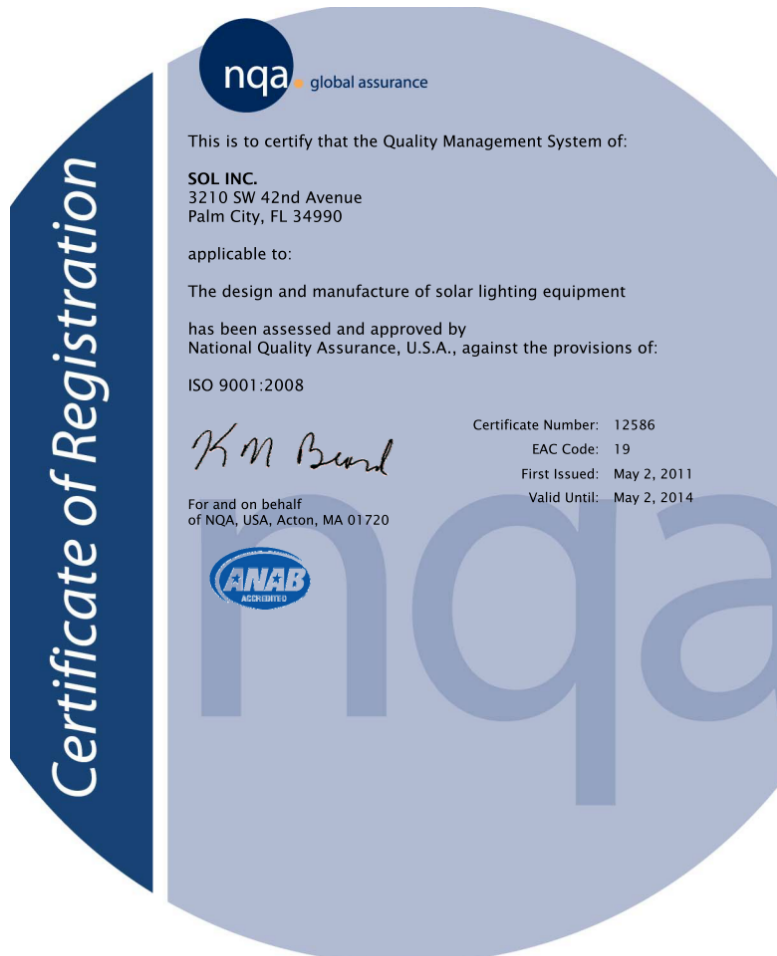 Certificate of Registration
nqa. global assurance
This is to certify that the Quality Management System of:
SOL INC.
3210 SW 42nd Avenue
Palm City, FL 34990
applicable to:
The design and manufacture of solar lighting equipment
has been assessed and approved by
National Quality Assurance, U.S.A., against the provisions of:
ISO 9001:2008
K M Beard
Certificate Number: 12586
EAC Code: 19
First Issued: May 2, 2011
Valid Until: May 2, 2014
For and on behalf
of NQA, USA, Acton, MA 01720
ANAB
ACCREDITED
nqa